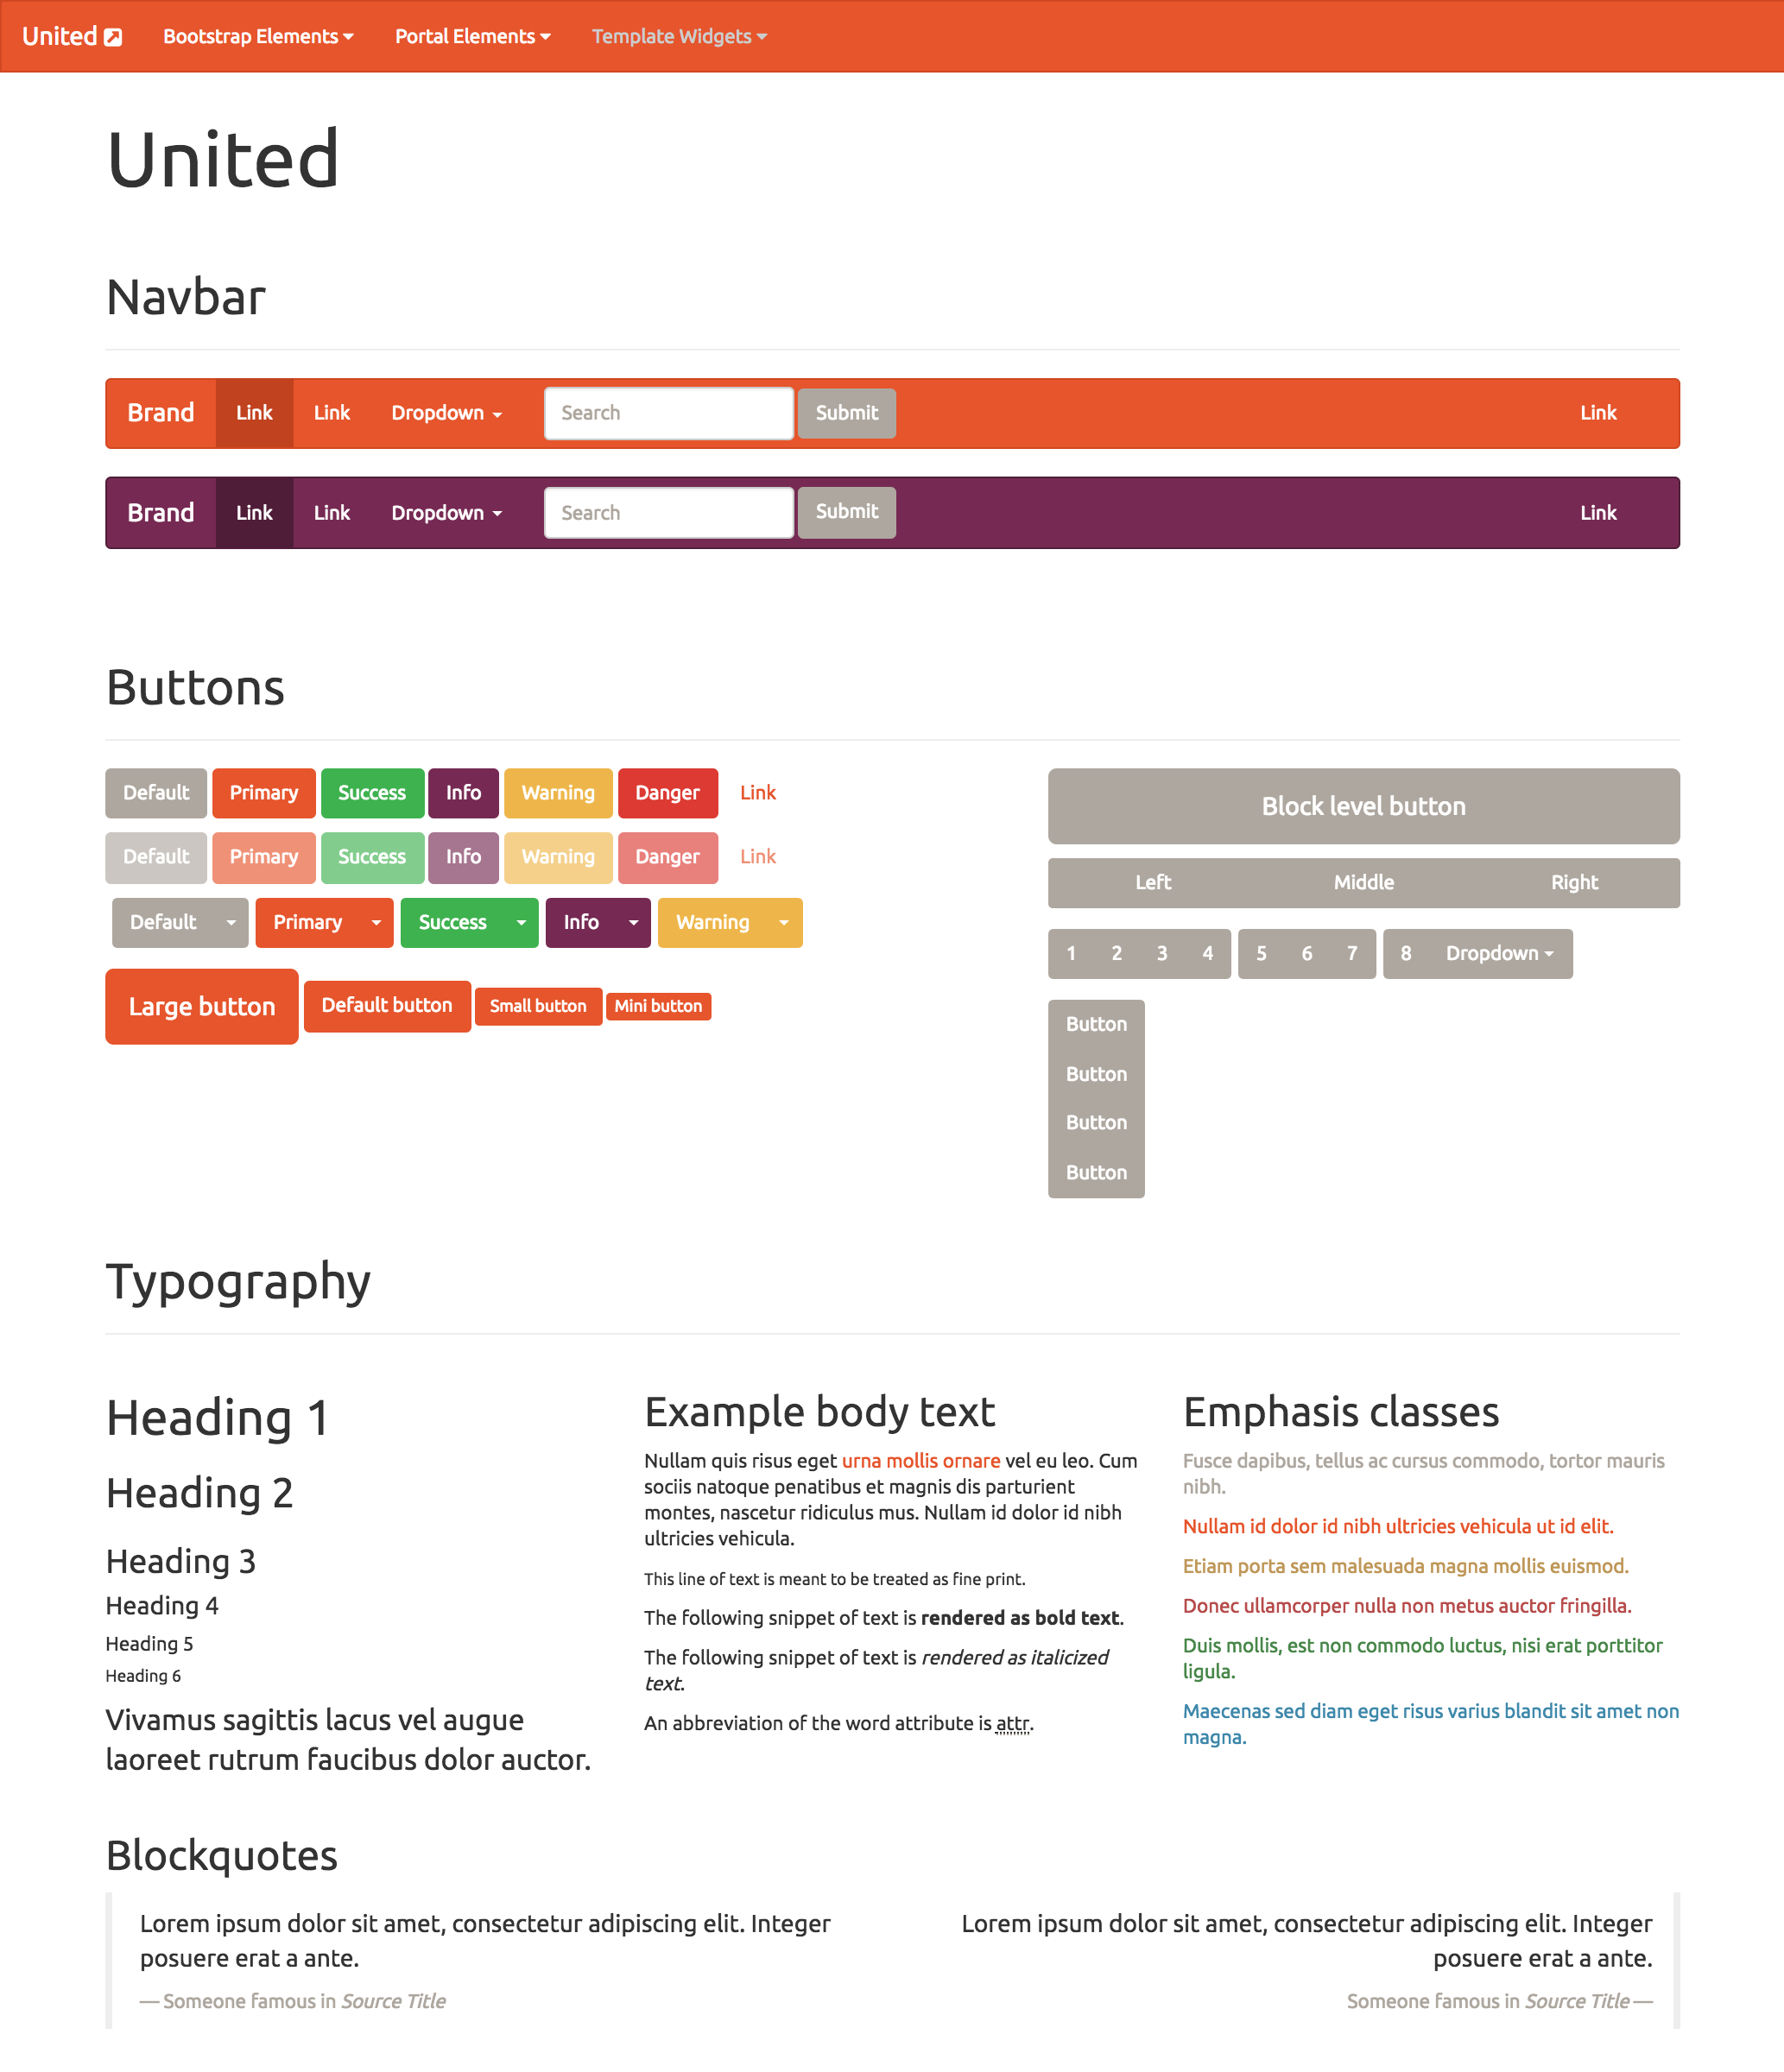 United Bootstrap Elements Portal Elements Template Widgets
United
Navbar
Brand Link Link Dropdown Search Submit Link
Brand Link Link Dropdown Search Submit Link
Buttons
Default Primary Success Info Warning Danger Link
Default Primary Success Info Warning Danger Link
Default Primary Success Info Warning
Large button Default button Small button Mini button
Block level button
Left Middle Right
1 2 3 4 5 6 7 8 Dropdown
Button
Button
Button
Button
Typography
Heading 1
Heading 2
Heading 3
Heading 4
Heading 5
Heading 6
Vivamus sagittis lacus vel augue
laoreet rutrum faucibus dolor auctor.
Example body text
Nullam quis risus eget urna mollis ornare vel eu leo. Cum
sociis natoque penatibus et magnis dis parturient
montes, nascetur ridiculus mus. Nullam id dolor id nibh
ultricies vehicula.
This line of text is meant to be treated as fine print.
The following snippet of text is rendered as bold text.
The following snippet of text is rendered as italicized
text.
An abbreviation of the word attribute is attr.
Emphasis classes
Fusce dapibus, tellus ac cursus commodo, tortor mauris
nibh.
Nullam id dolor id nibh ultricies vehicula ut id elit.
Etiam porta sem malesuada magna mollis euismod.
Donec ullamcorper nulla non metus auctor fringilla.
Duis mollis, est non commodo luctus, nisi erat porttitor
ligula.
Maecenas sed diam eget risus varius blandit sit amet non
magna.
Blockquotes
Lorem ipsum dolor sit amet, consectetur adipiscing elit. Integer
posuere erat a ante.
— Someone famous in Source Title
Lorem ipsum dolor sit amet, consectetur adipiscing elit. Integer
posuere erat a ante.
Someone famous in Source Title —